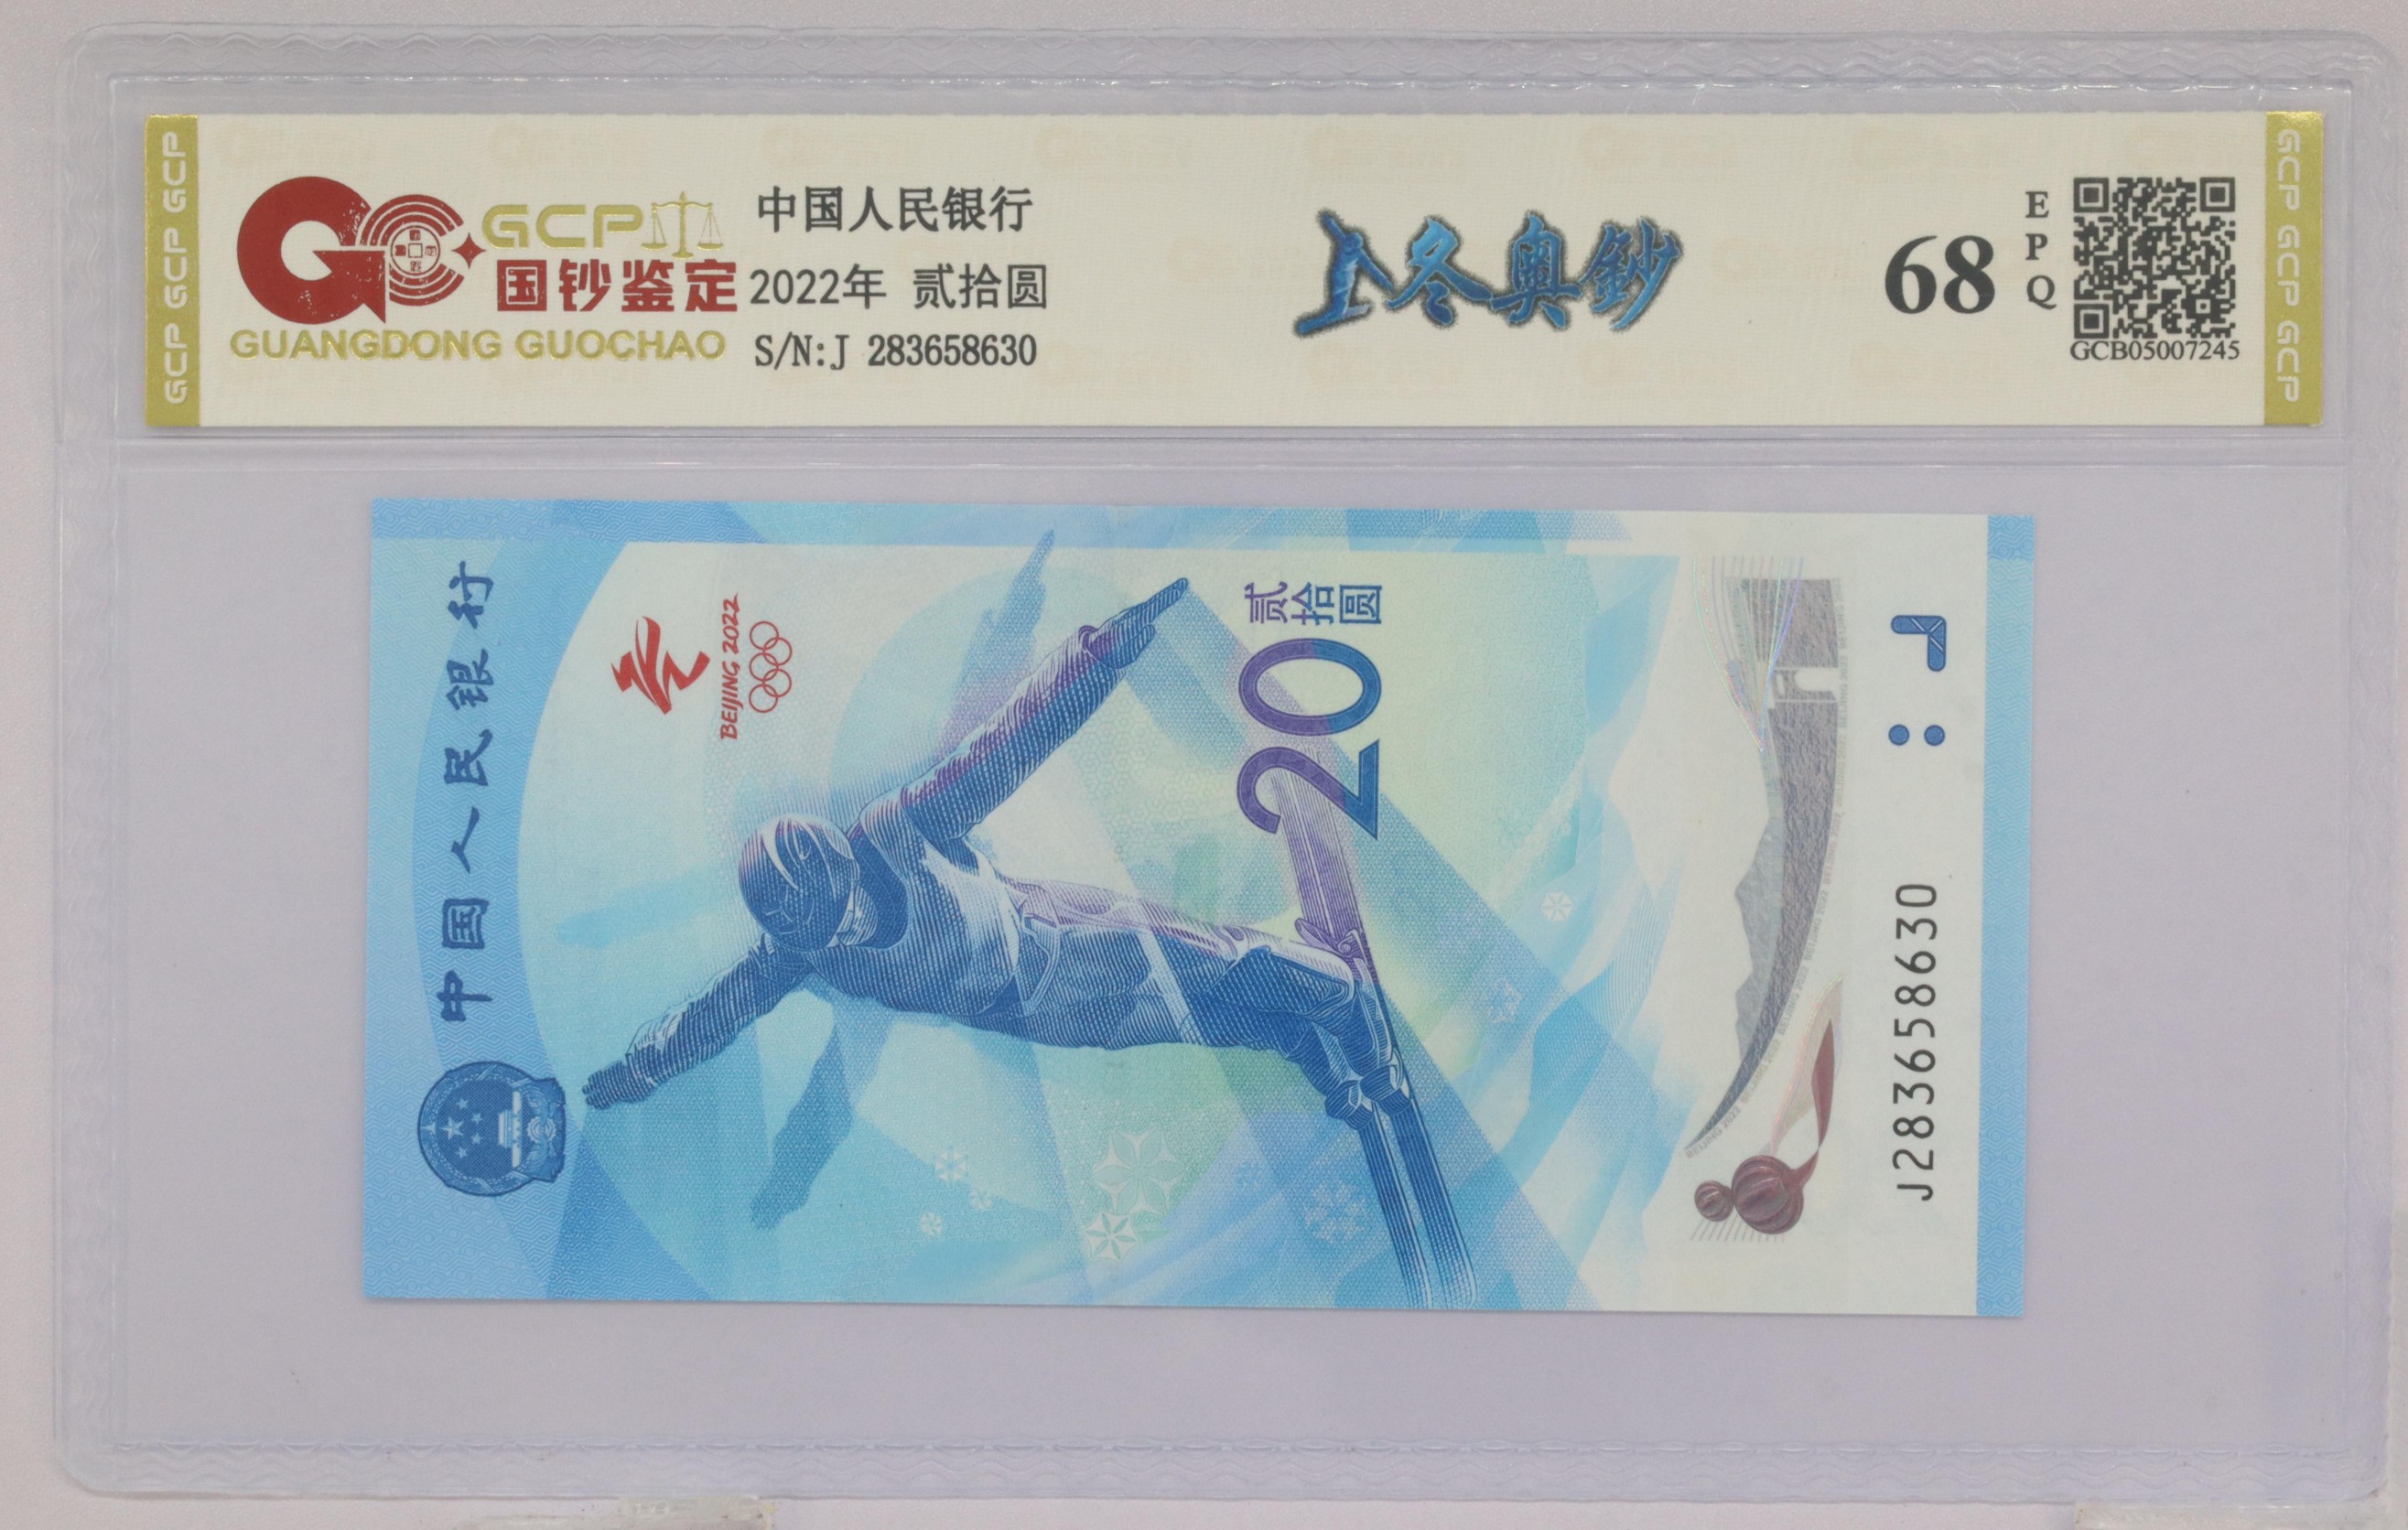 GCP GCP GCP
GCP
国钞鉴定
GUANGDONG GUOCHAO
中国人民银行
2022年 贰拾圆
S/N:J 283658630
冬奥鈔
68
EPQ
GCB05007245
GCP GCP GCP
中国人民银行
BEIJING 2022
贰拾圆
20
J283658630